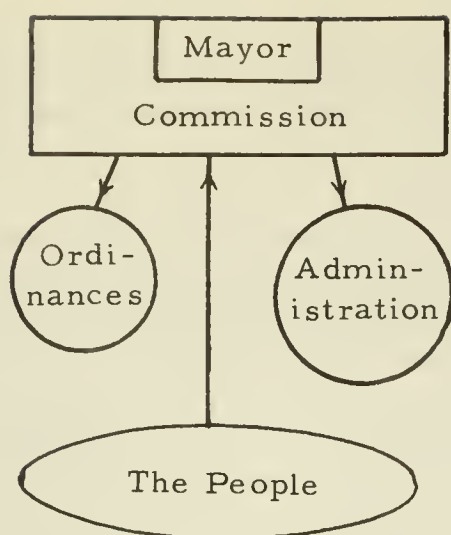 Mayor
Commission
Ordi-
nances
Admin-
istration
The People